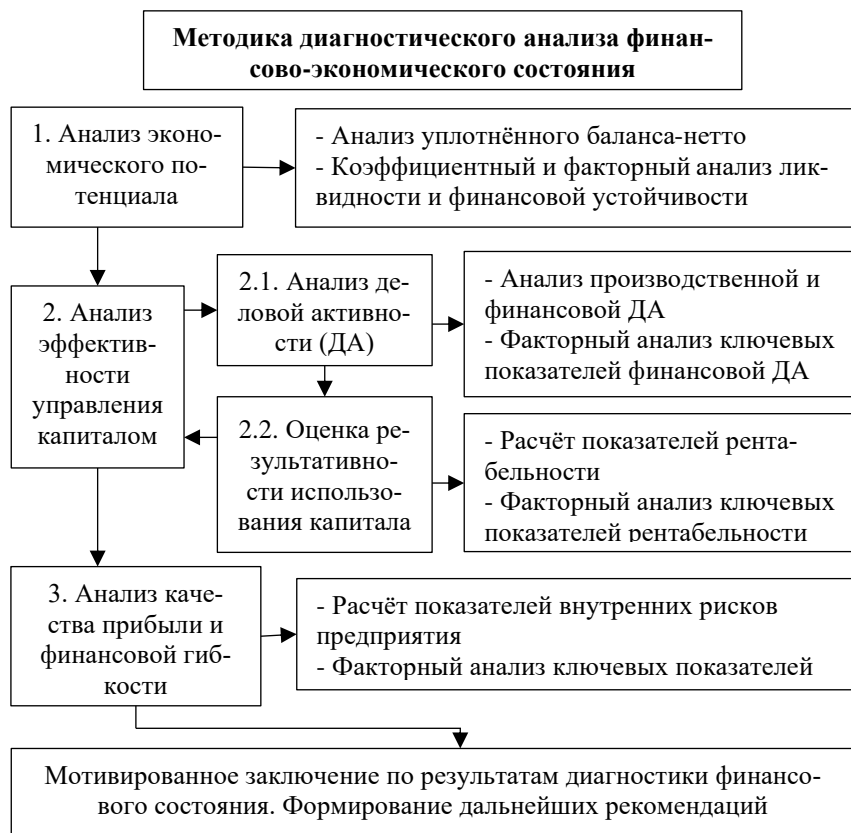 Методика диагностического анализа финан-
сово-экономического состояния
1. Анализ эконо-
мического по-
тенциала
- Анализ уплотнённого баланса-нетто
- Коэффициентный и факторный анализ лик-
видности и финансовой устойчивости
2. Анализ
эффектив-
ности
управления
капиталом
2.1. Анализ де-
ловой активно-
сти (ДА)
- Анализ производственной и
финансовой ДА
- Факторный анализ ключевых
показателей финансовой ДА
2.2. Оценка ре-
зультативно-
сти использо-
вания капитала
- Расчёт показателей рента-
бельности
- Факторный анализ ключевых
показателей рентабельности
3. Анализ каче-
ства прибыли и
финансовой гиб-
кости
- Расчёт показателей внутренних рисков
предприятия
- Факторный анализ ключевых показателей
Мотивированное заключение по результатам диагностики финансо-
вого состояния. Формирование дальнейших рекомендаций